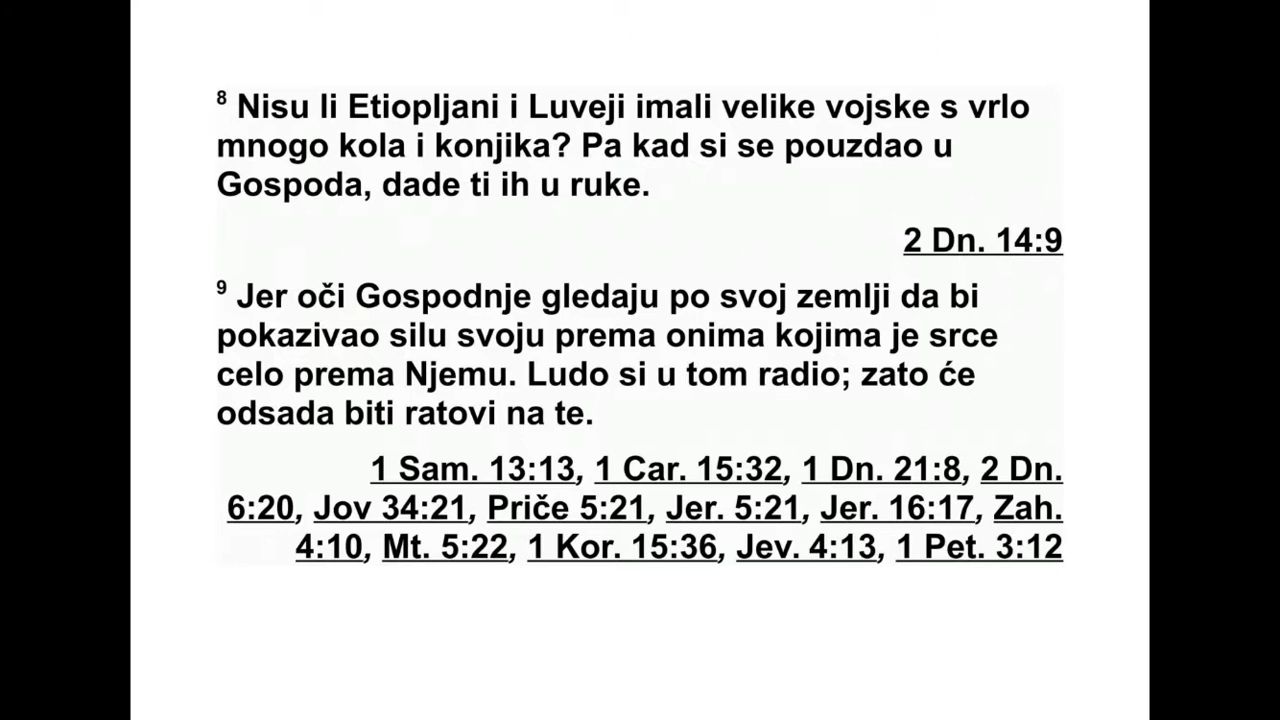 8 Nisu li Etiopljani i Luveji imali velike vojske s vrlo
mnogo kola i konjika? Pa kad si se pouzdao u
Gospoda, dade ti ih u ruke.
2 Dn. 14:9
9 Jer oči Gospodnje gledaju po svoj zemlji da bi
pokazivao silu svoju prema onima kojima je srce
celo prema Njemu. Ludo si u tom radio; zato će
odsada biti ratovi na te.
1 Sam. 13:13, 1 Car. 15:32, 1 Dn. 21:8, 2 Dn.
6:20, Jov 34:21, Priče 5:21, Jer. 5:21, Jer. 16:17, Zah.
4:10, Mt. 5:22, 1 Kor. 15:36, Jev. 4:13, 1 Pet. 3:12